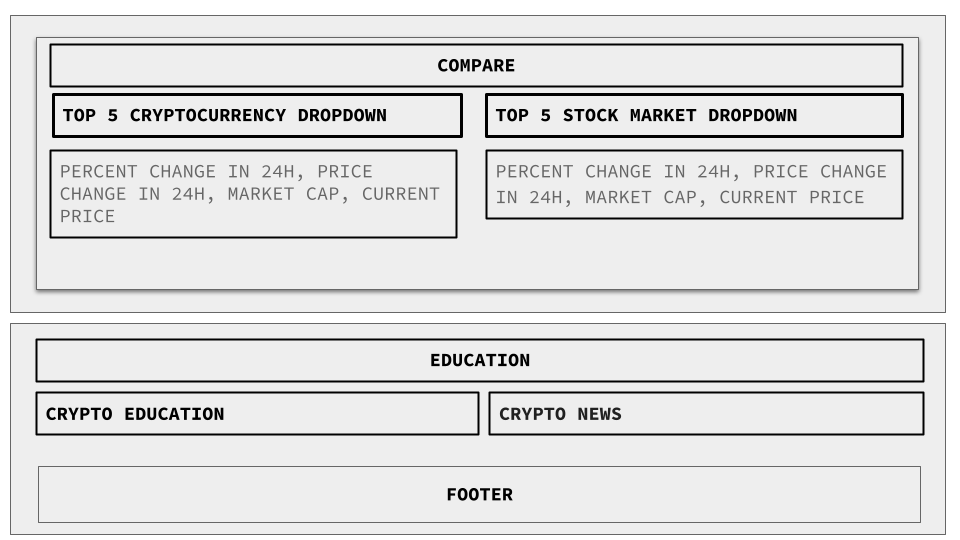 COMPARE
TOP 5 CRYPTOCURRENCY DROPDOWN
TOP 5 STOCK MARKET DROPDOWN
PERCENT CHANGE IN 24H, PRICE
CHANGE IN 24H, MARKET CAP, CURRENT
PRICE
PERCENT CHANGE IN 24H, PRICE CHANGE
IN 24H, MARKET CAP, CURRENT PRICE
EDUCATION
CRYPTO EDUCATION
CRYPTO NEWS
FOOTER